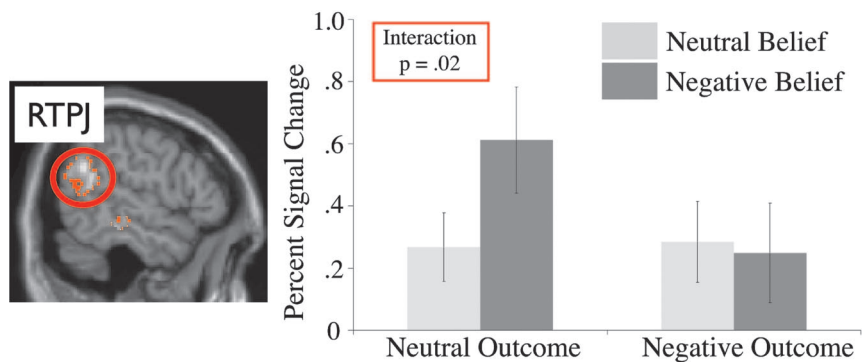 RTPJ
Percent Signal Change
1.0
.8
.6
.4
.2
0
Interaction
p = .02
Neutral Belief
Negative Belief
Neutral Outcome
Negative Outcome